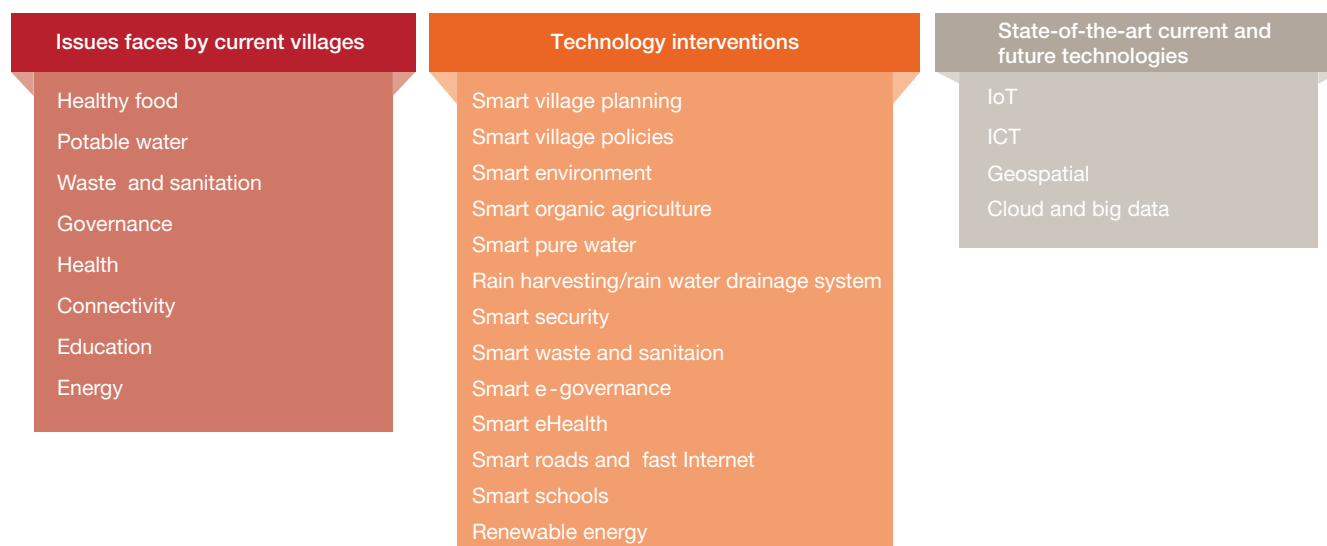 Issues faces by current villages
Healthy food
Potable water
Waste and sanitation
Governance
Health
Connectivity
Education
Energy
Technology interventions
Smart village planning
Smart village policies
Smart environment
Smart organic agriculture
Smart pure water
Rain harvesting/rain water drainage system
Smart security
Smart waste and sanitaion
Smart e-governance
Smart eHealth
Smart roads and fast Internet
Smart schools
Renewable energy
State-of-the-art current and
future technologies
IoT
ICT
Geospatial
Cloud and big data